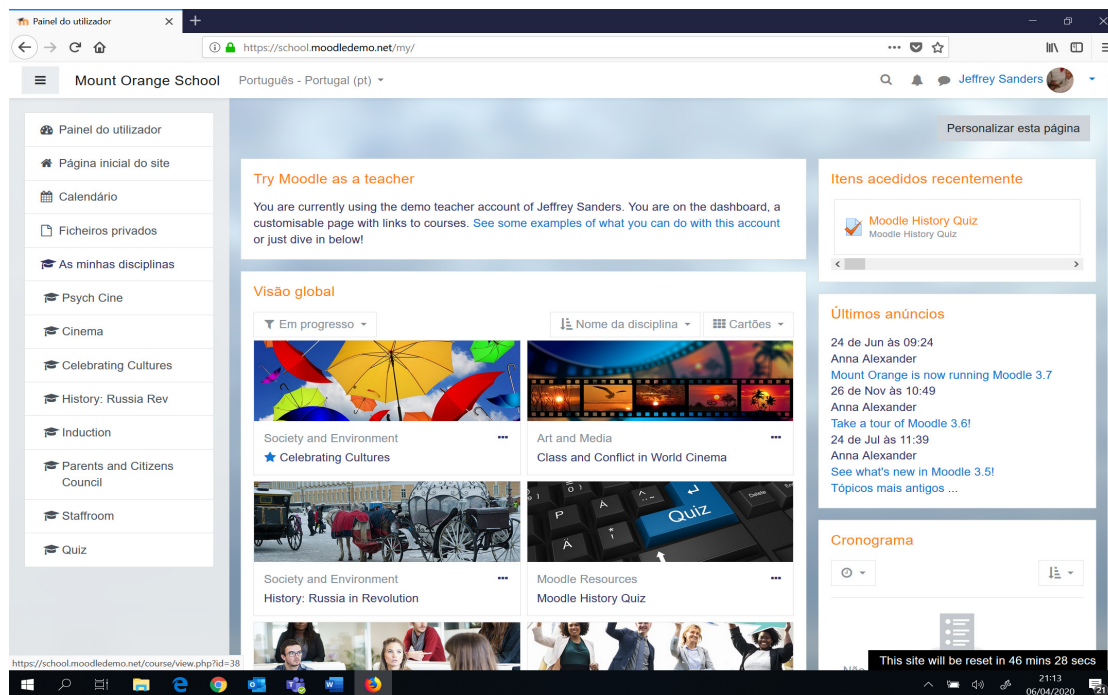 Painel do utilizador
https://school.moodledemo.net/my/
Mount Orange School
Português - Portugal (pt)
Jeffrey Sanders
Painel do utilizador
Página inicial do site
Calendário
Ficheiros privados
As minhas disciplinas
Psych Cine
Cinema
Celebrating Cultures
History: Russia Rev
Induction
Parents and Citizens
Council
Staffroom
Quiz
Personalizar esta página
Try Moodle as a teacher
You are currently using the demo teacher account of Jeffrey Sanders. You are on the dashboard, a
customisable page with links to courses. See some examples of what you can do with this account
or just dive in below!
Visão global
Em progresso
Nome da disciplina
Cartões
Society and Environment
Celebrating Cultures
Art and Media
Class and Conflict in World Cinema
Quiz
Society and Environment
History: Russia in Revolution
Moodle Resources
Moodle History Quiz
Itens acedidos recentemente
Moodle History Quiz
Moodle History Quiz
Últimos anúncios
24 de Jun às 09:24
Anna Alexander
Mount Orange is now running Moodle 3.7
26 de Nov às 10:49
Anna Alexander
Take a tour of Moodle 3.6!
24 de Jul às 11:39
Anna Alexander
See what's new in Moodle 3.5!
Tópicos mais antigos ...
Cronograma
This site will be reset in 46 mins 28 secs
https://school.moodledemo.net/course/view.php?id=38
21:13
06/04/2020
21